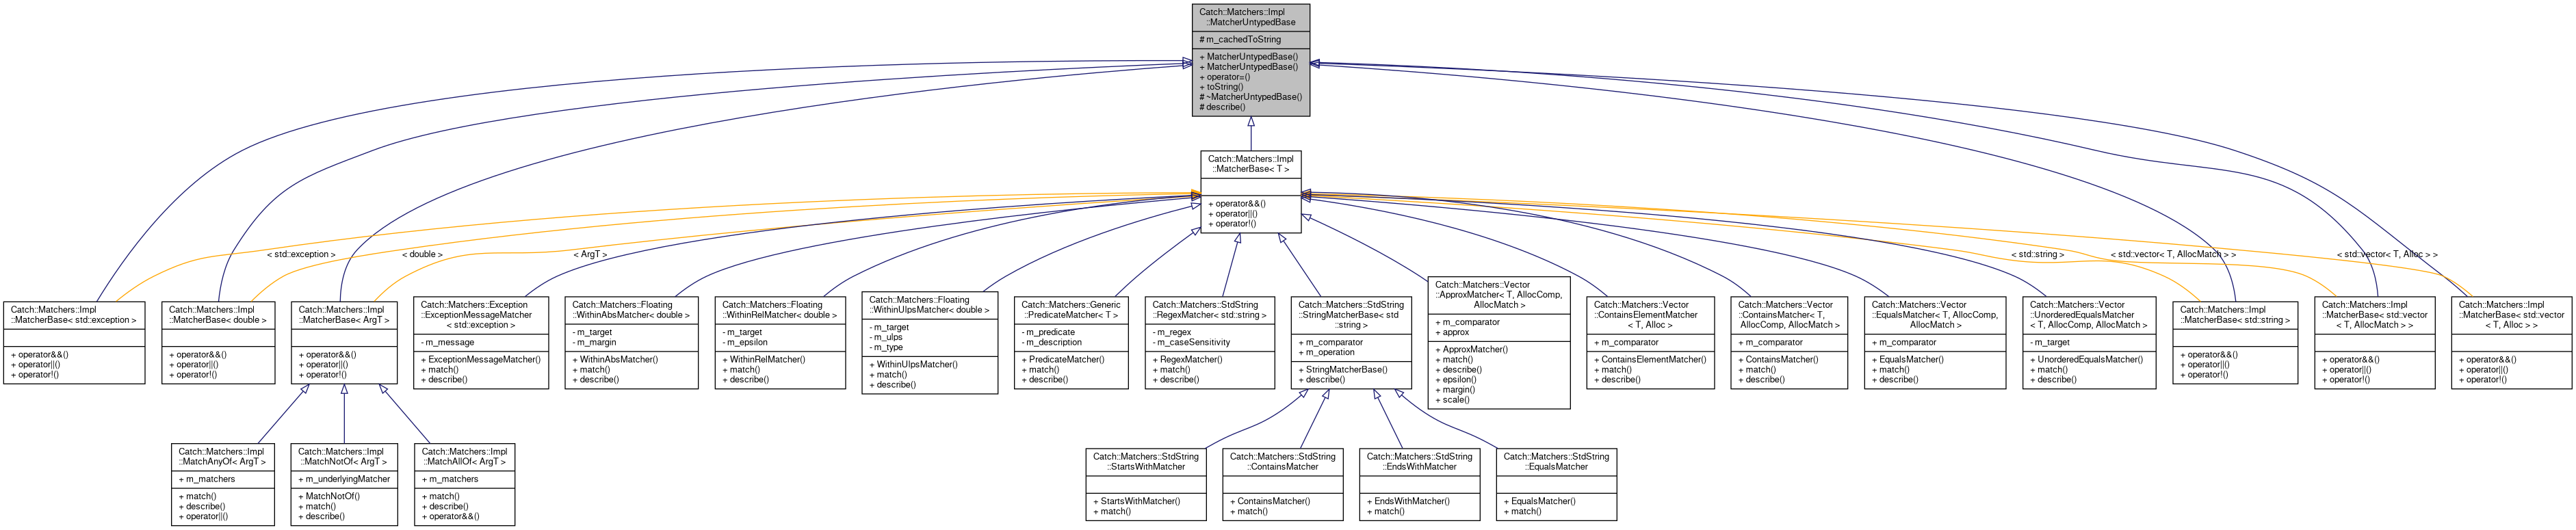 Catch::Matchers::Impl
::MatcherUntypedBase
# m_cachedToString
+ MatcherUntypedBase()
+ MatcherUntypedBase()
+ operator=()
+ toString()
# ~MatcherUntypedBase()
# describe()
Catch::Matchers::Impl
::MatcherBase< T >
+ operator&&()
+ operator||()
+ operator!()
< std::exception >
< double >
< ArgT >
< std::string >
< std::vector< T, AllocMatch > >
< std::vector< T, Alloc > >
Catch::Matchers::Impl
::MatcherBase< std::exception >
+ operator&&()
+ operator||()
+ operator!()
Catch::Matchers::Impl
::MatcherBase< double >
+ operator&&()
+ operator||()
+ operator!()
Catch::Matchers::Impl
::MatcherBase< ArgT >
+ operator&&()
+ operator||()
+ operator!()
Catch::Matchers::Exception
::ExceptionMessageMatcher
< std::exception >
- m_message
+ ExceptionMessageMatcher()
+ match()
+ describe()
Catch::Matchers::Floating
::WithinAbsMatcher< double >
- m_target
- m_margin
+ WithinAbsMatcher()
+ match()
+ describe()
Catch::Matchers::Floating
::WithinRelMatcher< double >
- m_target
- m_epsilon
+ WithinRelMatcher()
+ match()
+ describe()
Catch::Matchers::Floating
::WithinUlpsMatcher< double >
- m_target
- m_ulps
- m_type
+ WithinUlpsMatcher()
+ match()
+ describe()
Catch::Matchers::Generic
::PredicateMatcher< T >
- m_predicate
- m_description
+ PredicateMatcher()
+ match()
+ describe()
Catch::Matchers::StdString
::RegexMatcher< std::string >
- m_regex
- m_caseSensitivity
+ RegexMatcher()
+ match()
+ describe()
Catch::Matchers::StdString
::StringMatcherBase< std
::string >
+ m_comparator
+ m_operation
+ StringMatcherBase()
+ describe()
Catch::Matchers::Vector
::ApproxMatcher< T, AllocComp,
AllocMatch >
+ m_comparator
+ approx
+ ApproxMatcher()
+ match()
+ describe()
+ epsilon()
+ margin()
+ scale()
Catch::Matchers::Vector
::ContainsElementMatcher
< T, Alloc >
+ m_comparator
+ ContainsElementMatcher()
+ match()
+ describe()
Catch::Matchers::Vector
::ContainsMatcher< T,
AllocComp, AllocMatch >
+ m_comparator
+ ContainsMatcher()
+ match()
+ describe()
Catch::Matchers::Vector
::EqualsMatcher< T, AllocComp,
AllocMatch >
+ m_comparator
+ EqualsMatcher()
+ match()
+ describe()
Catch::Matchers::Vector
::UnorderedEqualsMatcher
< T, AllocComp, AllocMatch >
- m_target
+ UnorderedEqualsMatcher()
+ match()
+ describe()
Catch::Matchers::Impl
::MatcherBase< std::string >
+ operator&&()
+ operator||()
+ operator!()
Catch::Matchers::Impl
::MatcherBase< std::vector
< T, AllocMatch > >
+ operator&&()
+ operator||()
+ operator!()
Catch::Matchers::Impl
::MatcherBase< std::vector
< T, Alloc > >
+ operator&&()
+ operator||()
+ operator!()
Catch::Matchers::Impl
::MatchAnyOf< ArgT >
+ m_matchers
+ match()
+ describe()
+ operator||()
Catch::Matchers::Impl
::MatchNotOf< ArgT >
+ m_underlyingMatcher
+ MatchNotOf()
+ match()
+ describe()
Catch::Matchers::Impl
::MatchAllOf< ArgT >
+ m_matchers
+ match()
+ describe()
+ operator&&()
Catch::Matchers::StdString
::StartsWithMatcher
+ StartsWithMatcher()
+ match()
Catch::Matchers::StdString
::ContainsMatcher
+ ContainsMatcher()
+ match()
Catch::Matchers::StdString
::EndsWithMatcher
+ EndsWithMatcher()
+ match()
Catch::Matchers::StdString
::EqualsMatcher
+ EqualsMatcher()
+ match()